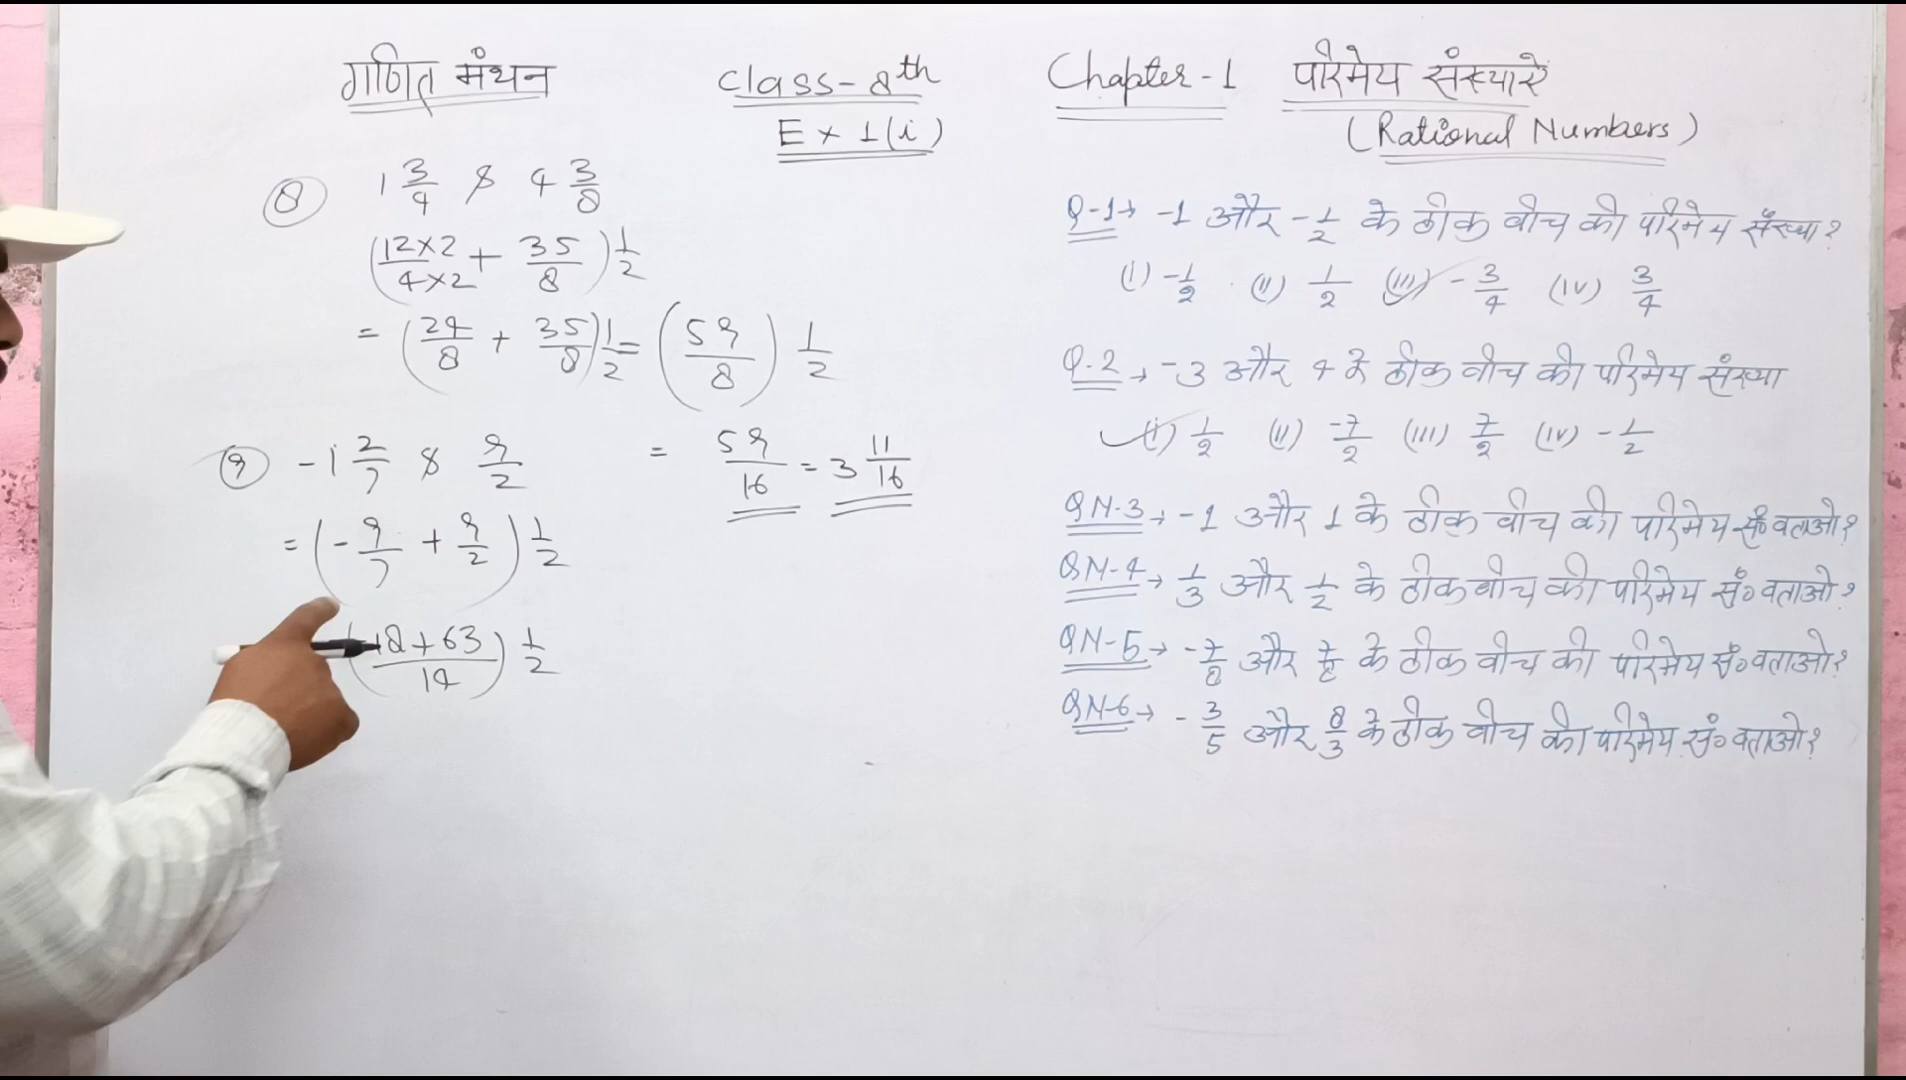 गणित मंथन
Class-8th
Ex 1(i)
Chapter-1 परिमेय संख्यायें
(Rational Numbers)
⑧ 1 3/4 & 4 3/8
(12×2/4×2 + 35/8) 1/2
= (24/8 + 35/8) 1/2 = (59/8) 1/2
= 59/16 = 3 11/16
⑨ -1 2/7 & 9/2
= (-9/7 + 9/2) 1/2
(-18+63/14) 1/2
Q-1→ -1 और -1/2 के ठीक बीच की परिमेय संख्या?
(i) -1/2 (ii) 1/2 (iii) -3/4 (iv) 3/4
Q.2→ -3 और 4 के ठीक बीच की परिमेय संख्या
(i) 1/2 (ii) -7/2 (iii) 7/2 (iv) -1/2
QN-3→ -1 और 1 के ठीक बीच की परिमेय सं० बताओ?
QN-4→ 1/3 और 1/2 के ठीक बीच की परिमेय सं० बताओ?
QN-5→ -7/8 और 7/8 के ठीक बीच की परिमेय सं० बताओ?
QN-6→ -3/5 और 8/3 के ठीक बीच की परिमेय सं० बताओ?